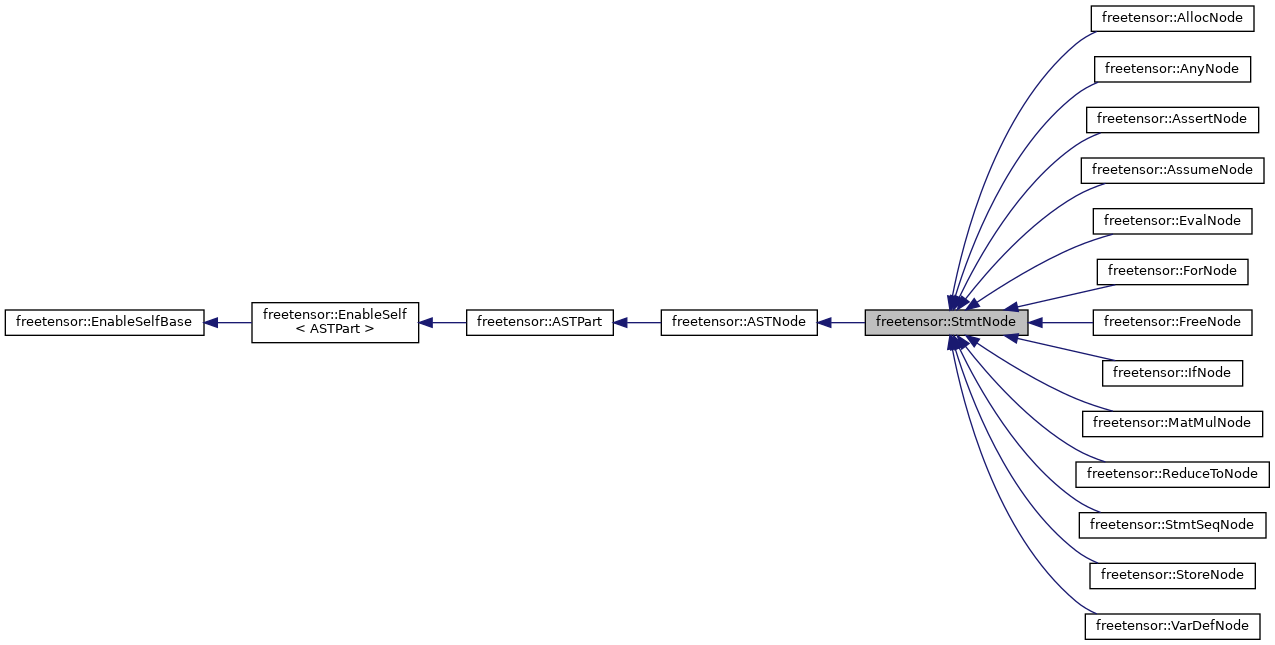 freetensor::EnableSelfBase
freetensor::EnableSelf
< ASTPart >
freetensor::ASTPart
freetensor::ASTNode
freetensor::StmtNode
freetensor::AllocNode
freetensor::AnyNode
freetensor::AssertNode
freetensor::AssumeNode
freetensor::EvalNode
freetensor::ForNode
freetensor::FreeNode
freetensor::IfNode
freetensor::MatMulNode
freetensor::ReduceToNode
freetensor::StmtSeqNode
freetensor::StoreNode
freetensor::VarDefNode